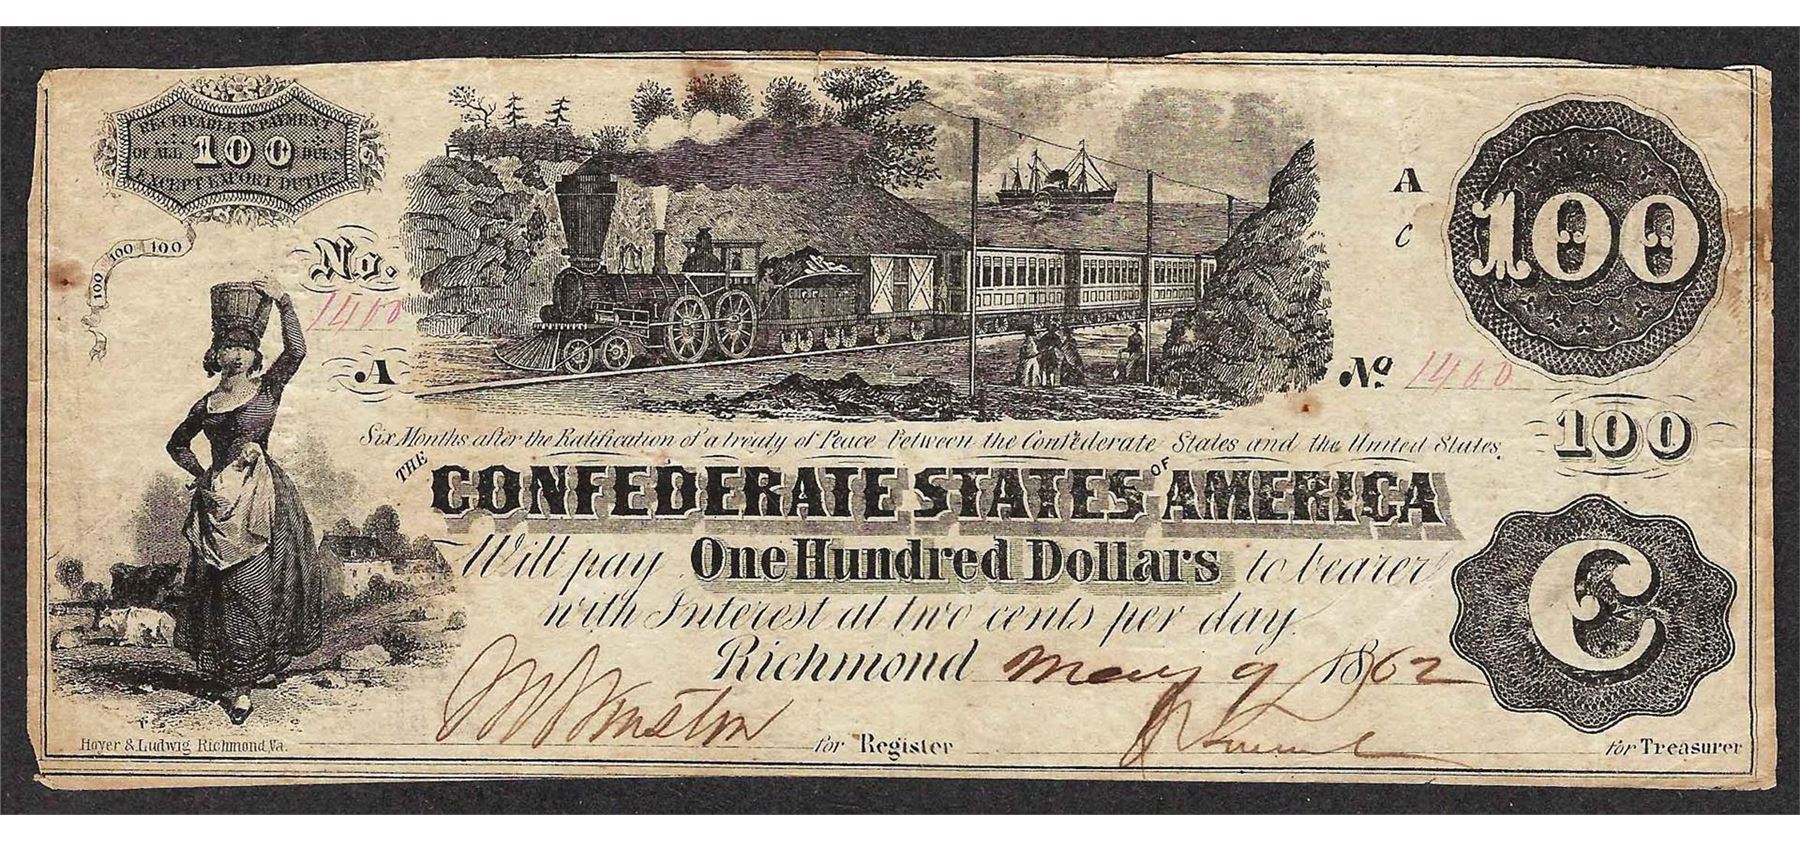 RECEIVABLE IN PAYMENT
OF ALL 100 DUES
EXCEPT EXPORT DUTIES
100 100 100
No.
1400
A
A
C
100
No 1400
100
Six Months after the Ratification of a treaty of Peace between the Confederate States and the United States,
THE CONFEDERATE STATES OF AMERICA
Will pay One Hundred Dollars to bearer
with Interest at two cents per day.
Richmond May 9 1862
C
for Register
for Treasurer
Hoyer & Ludwig Richmond, Va.